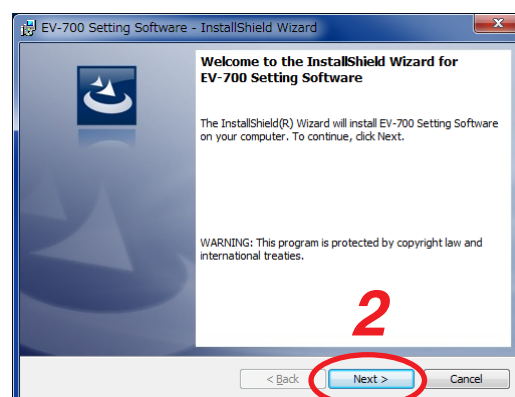 EV-700 Setting Software - InstallShield Wizard
Welcome to the InstallShield Wizard for
EV-700 Setting Software
The InstallShield(R) Wizard will install EV-700 Setting Software
on your computer. To continue, click Next.
WARNING: This program is protected by copyright law and
international treaties.
2
< Back
Next >
Cancel